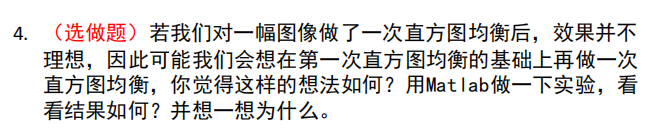 4. （选做题）若我们对一幅图像做了一次直方图均衡后，效果并不
理想，因此可能我们会想在第一次直方图均衡的基础上再做一次
直方图均衡，你觉得这样的想法如何？用Matlab做一下实验，看
看结果如何？并想一想为什么。